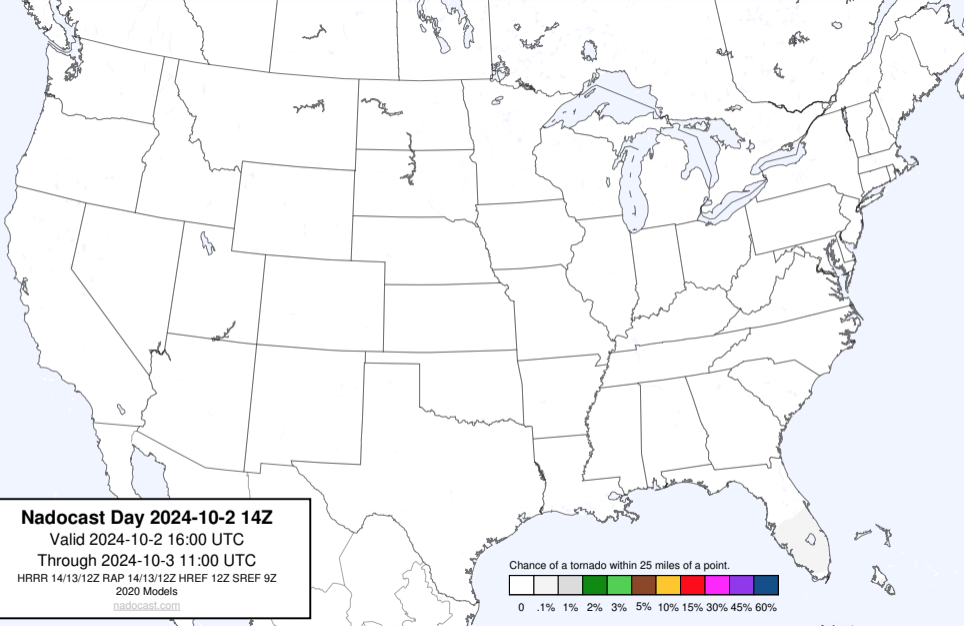 Nadocast Day 2024-10-2 14Z
Valid 2024-10-2 16:00 UTC
Through 2024-10-3 11:00 UTC
HRRR 14/13/12Z RAP 14/13/12Z HREF 12Z SREF 9Z
2020 Models
nadocast.com
Chance of a tornado within 25 miles of a point.
0 .1% 1% 2% 3% 5% 10% 15% 30% 45% 60%